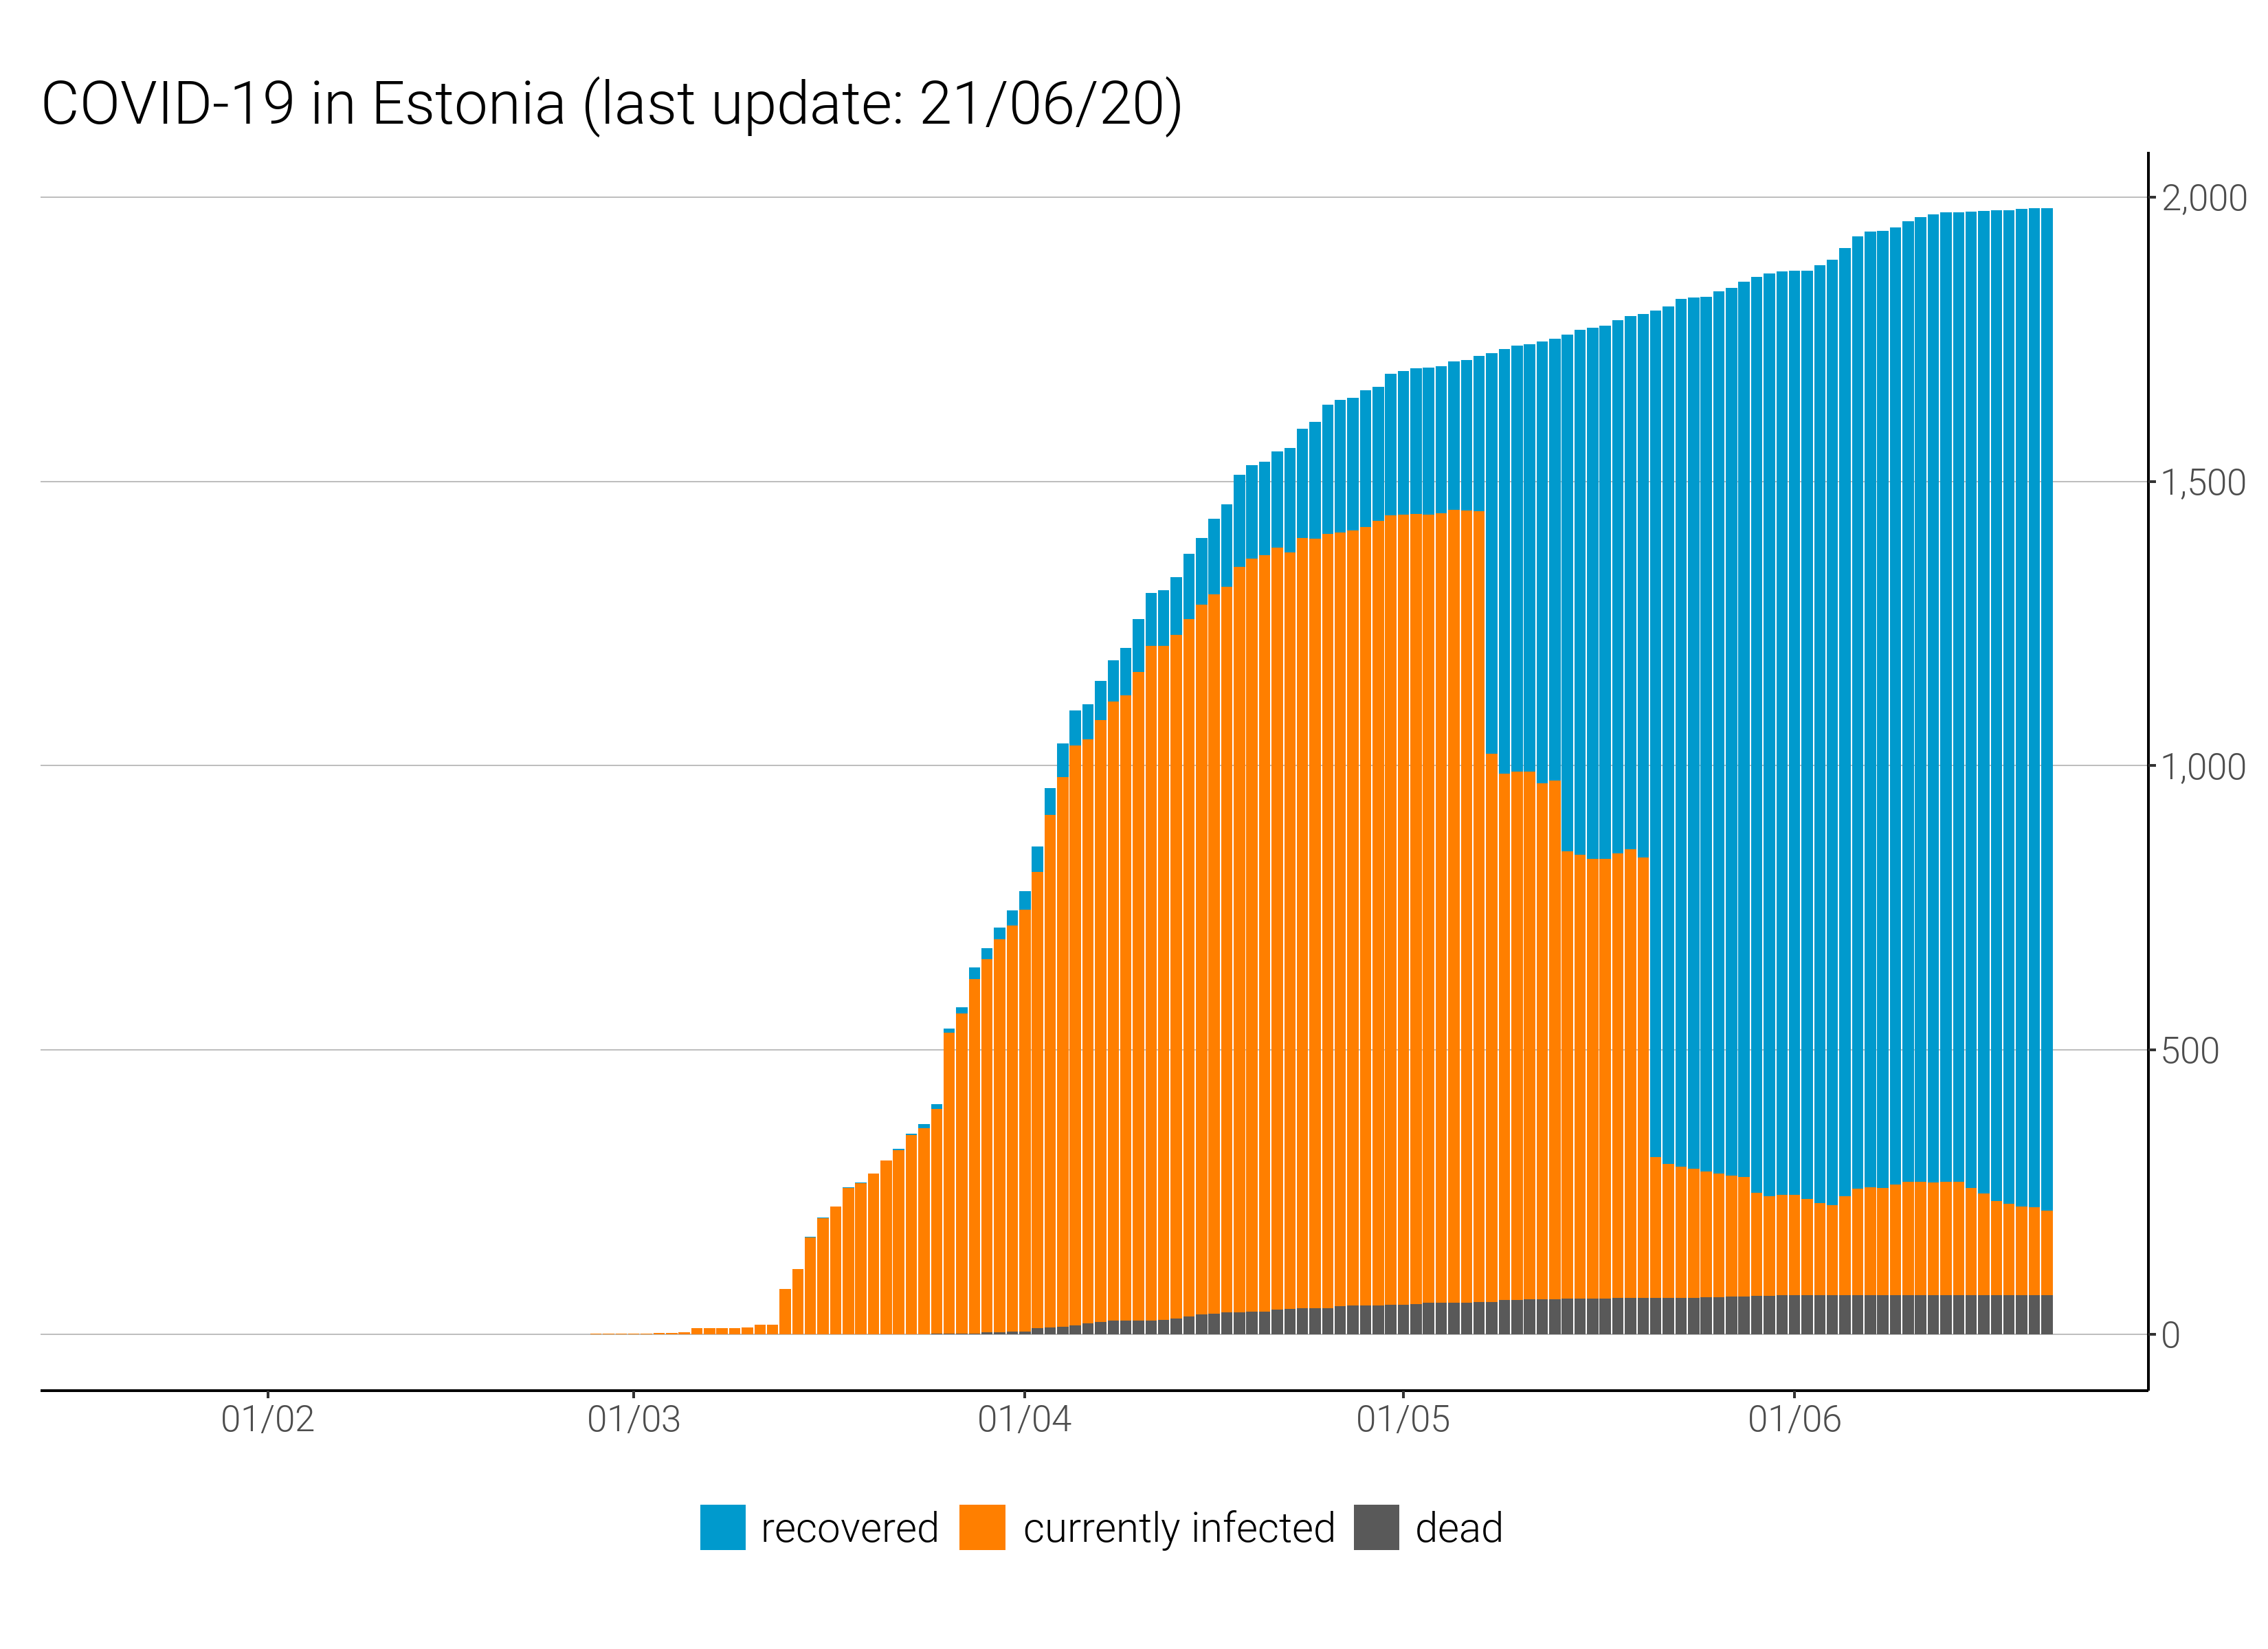 COVID-19 in Estonia (last update: 21/06/20)
2,000
1,500
1,000
500
0
01/02 01/03 01/04 01/05 01/06
recovered currently infected dead